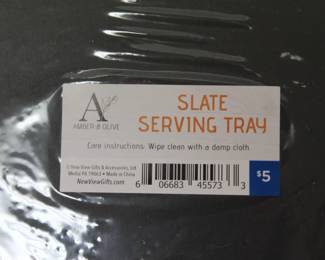 A
AMBER & OLIVE
SLATE
SERVING TRAY
Care instructions: Wipe clean with a damp cloth
© New View Gifts & Accessories, Ltd
Media PA 19063 • Made in China
NewViewGifts.com
6 06683 45573 3
$5